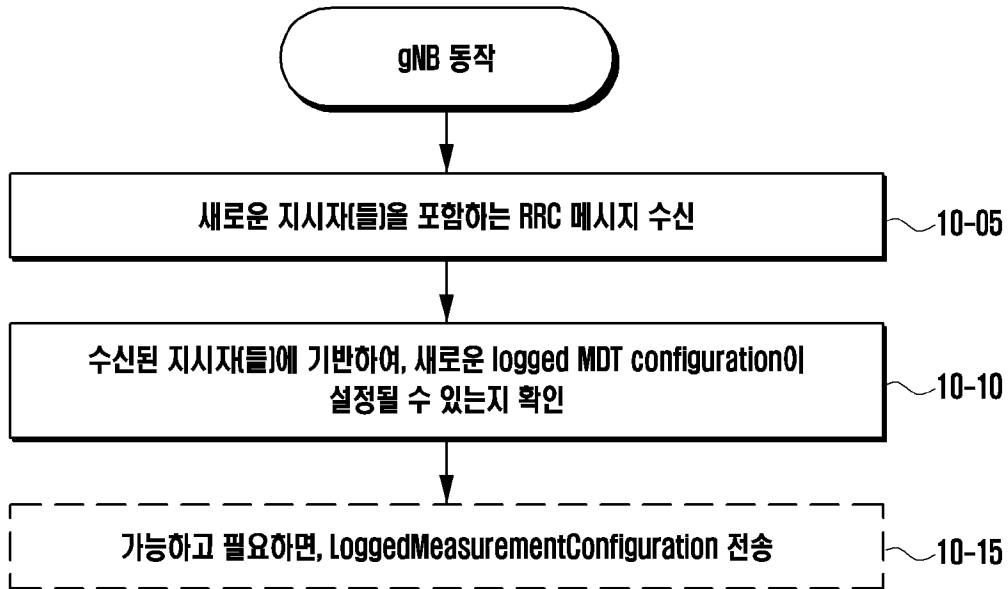 gNB 동작
새로운 지시자(들)을 포함하는 RRC 메시지 수신
10-05
수신된 지시자(들)에 기반하여, 새로운 logged MDT configuration이
설정될 수 있는지 확인
10-10
가능하고 필요하면, LoggedMeasurementConfiguration 전송
10-15